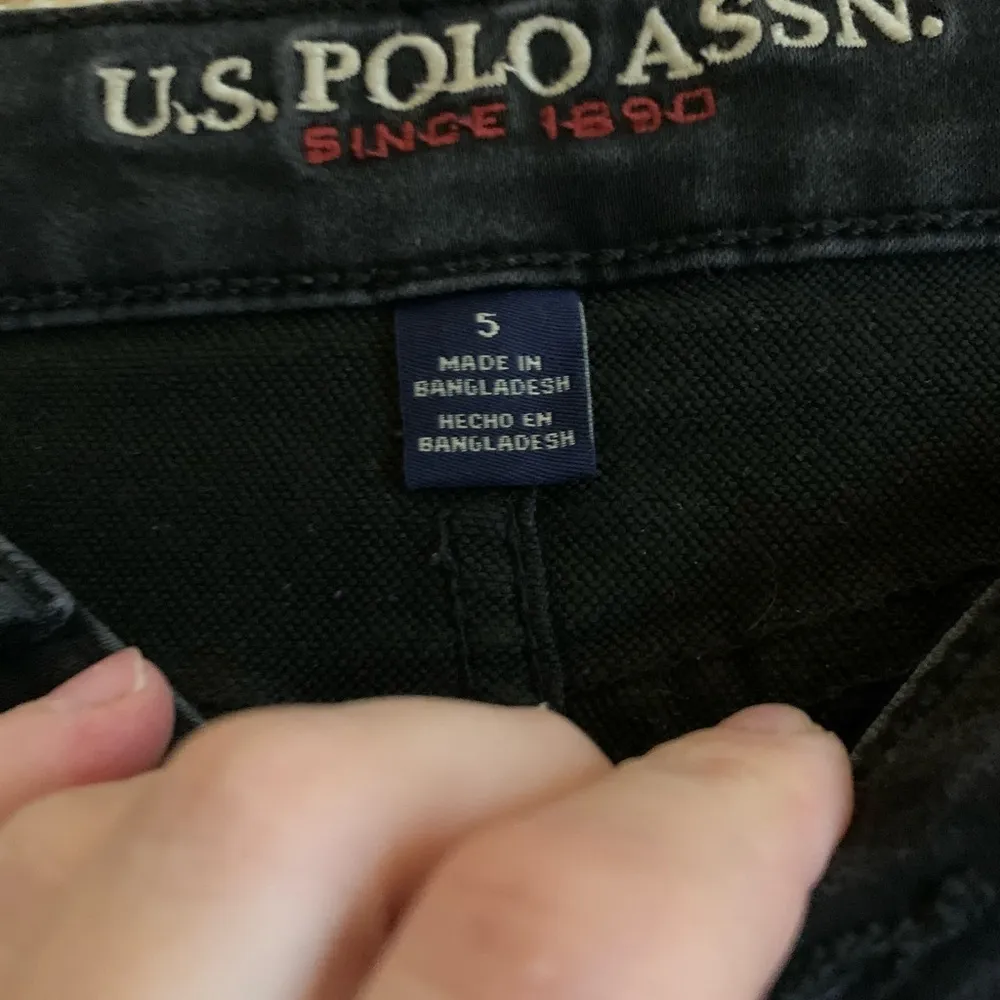 U.S. POLO ASSN.
SINCE 1890
5
MADE IN
BANGLADESH
HECHO EN
BANGLADESH